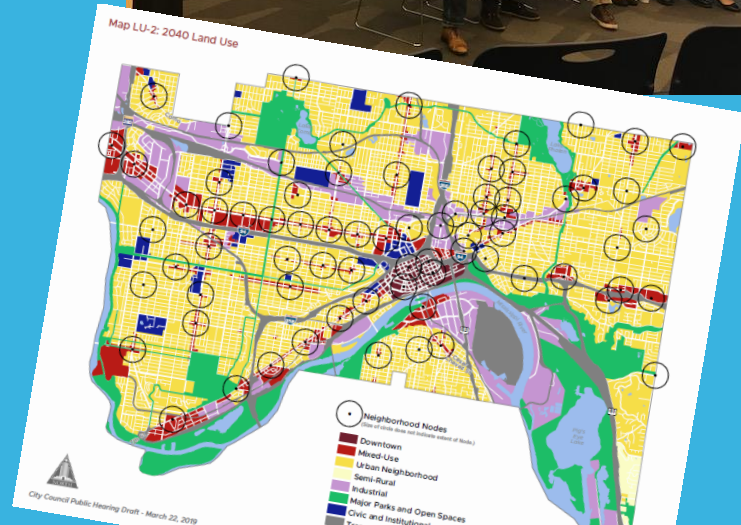 Map LU-2: 2040 Land Use
Neighborhood Nodes
(Size of circle does not indicate extent of Node.)
Downtown
Mixed-Use
Urban Neighborhood
Semi-Rural
Industrial
Major Parks and Open Spaces
Civic and Institutional
City Council Public Hearing Draft - March 22, 2019